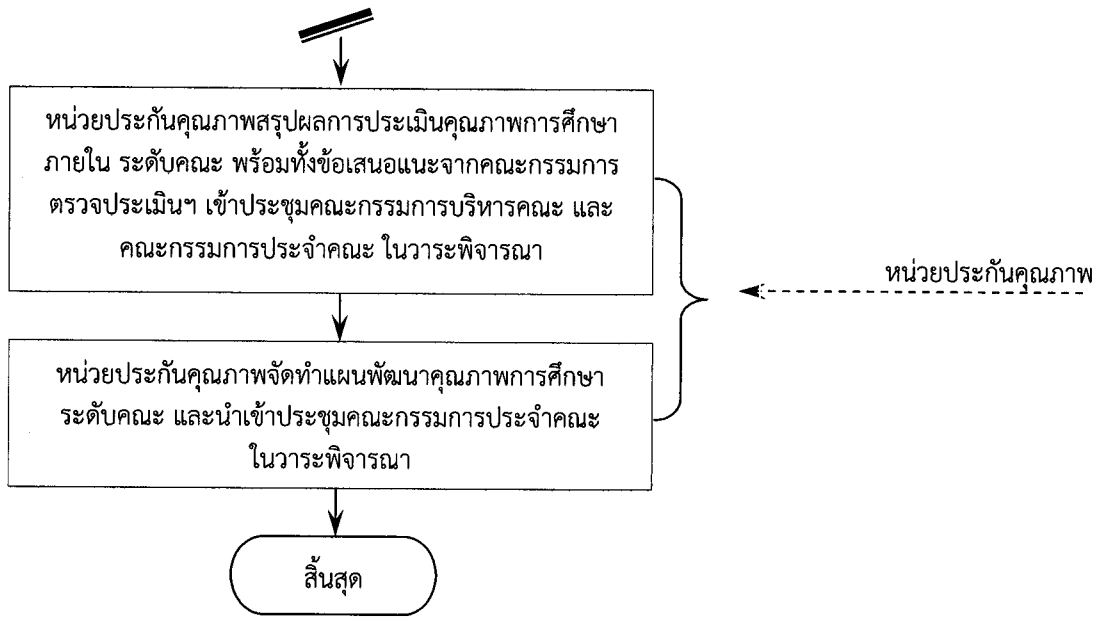 หน่วยประกันคุณภาพสรุปผลการประเมินคุณภาพการศึกษา
ภายใน ระดับคณะ พร้อมทั้งข้อเสนอแนะจากคณะกรรมการ
ตรวจประเมินฯ เข้าประชุมคณะกรรมการบริหารคณะ และ
คณะกรรมการประจำคณะ ในวาระพิจารณา
หน่วยประกันคุณภาพ
หน่วยประกันคุณภาพจัดทำแผนพัฒนาคุณภาพการศึกษา
ระดับคณะ และนำเข้าประชุมคณะกรรมการประจำคณะ
ในวาระพิจารณา
สิ้นสุด